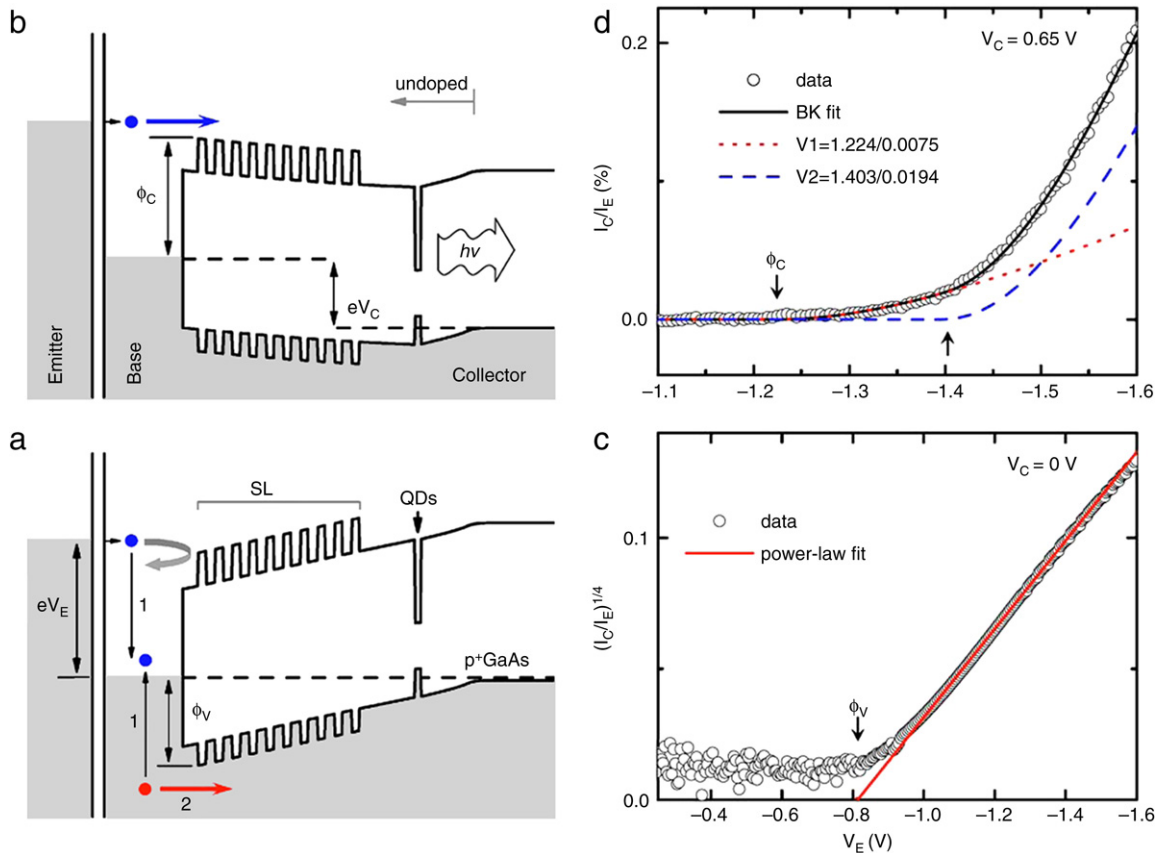 b
undoped
ϕC
hν
eVC
Emitter
Base
Collector
d
VC = 0.65 V
0.2
data
BK fit
V1=1.224/0.0075
V2=1.403/0.0194
IC/IE (%)
ϕC
0.0
−1.1 −1.2 −1.3 −1.4 −1.5 −1.6
a
SL
QDs
eVE
1
p+GaAs
1
ϕV
2
Emitter
Base
c
VC = 0 V
data
0.1
power-law fit
(IC/IE)1/4
ϕV
0.0
−0.4 −0.6 −0.8 −1.0 −1.2 −1.4 −1.6
VE (V)